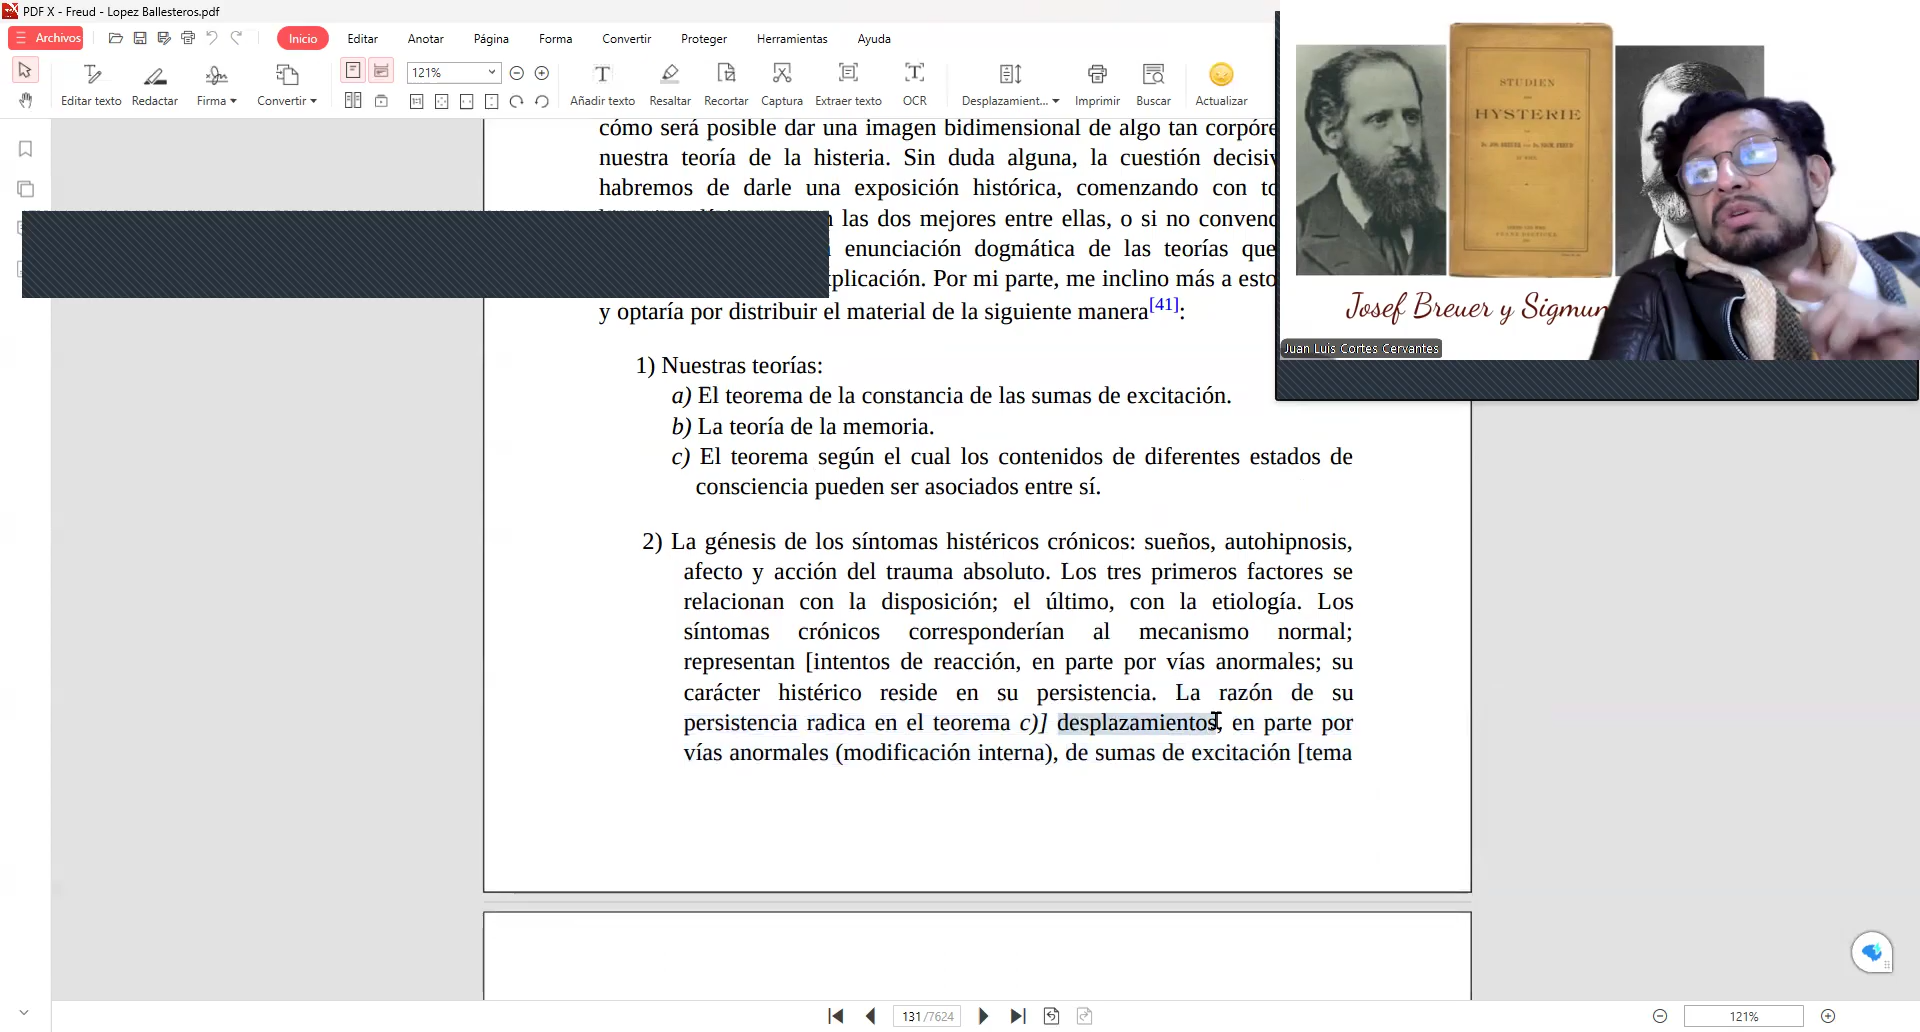 PDF X - Freud - Lopez Ballesteros.pdf
Archivos
Inicio
Editar
Anotar
Página
Forma
Convertir
Proteger
Herramientas
Ayuda
Editar texto
Redactar
Firma
Convertir
121%
Añadir texto
Resaltar
Recortar
Captura
Extraer texto
OCR
Desplazamient...
Imprimir
Buscar
Actualizar
cómo será posible dar una imagen bidimensional de algo tan corpóre
nuestra teoría de la histeria. Sin duda alguna, la cuestión decisiv
habremos de darle una exposición histórica, comenzando con to
las dos mejores entre ellas, o si no convend
enunciación dogmática de las teorías que
plicación. Por mi parte, me inclino más a esto
y optaría por distribuir el material de la siguiente manera[41]:
1) Nuestras teorías:
a) El teorema de la constancia de las sumas de excitación.
b) La teoría de la memoria.
c) El teorema según el cual los contenidos de diferentes estados de
consciencia pueden ser asociados entre sí.
2) La génesis de los síntomas histéricos crónicos: sueños, autohipnosis,
afecto y acción del trauma absoluto. Los tres primeros factores se
relacionan con la disposición; el último, con la etiología. Los
síntomas crónicos corresponderían al mecanismo normal;
representan [intentos de reacción, en parte por vías anormales; su
carácter histérico reside en su persistencia. La razón de su
persistencia radica en el teorema c)] desplazamientos, en parte por
vías anormales (modificación interna), de sumas de excitación [tema
STUDIEN
HYSTERIE
Josef Breuer y Sigmun
Juan Luis Cortes Cervantes
131/7624
121%